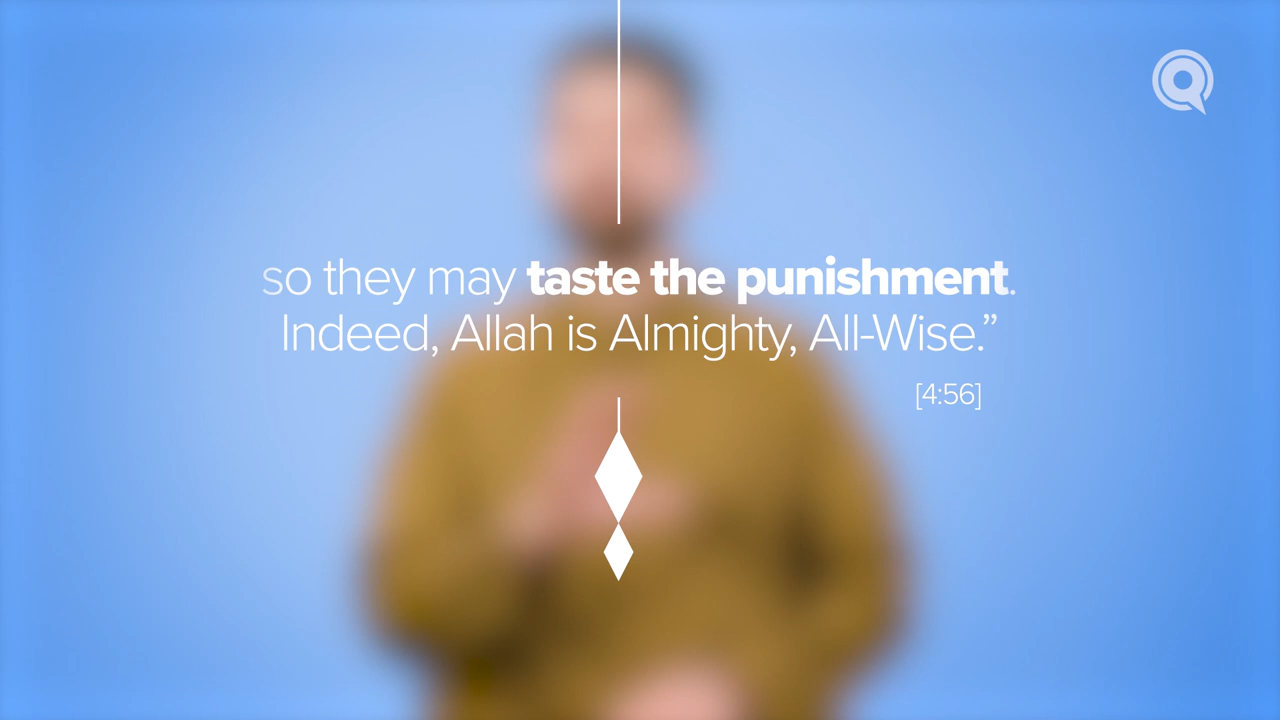 so they may taste the punishment.
Indeed, Allah is Almighty, All-Wise.”
[4:56]